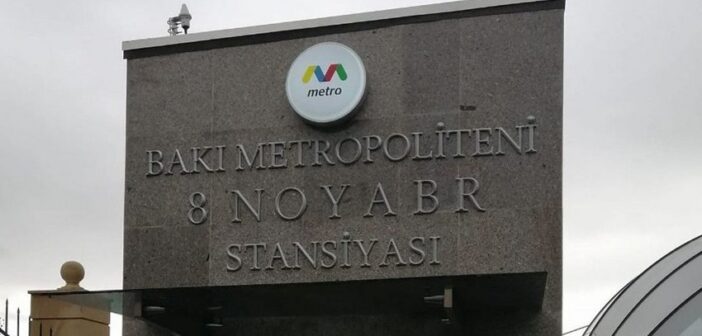 metro
BAKI METROPOLİTENİ
8 NOYABR
STANSİYASI